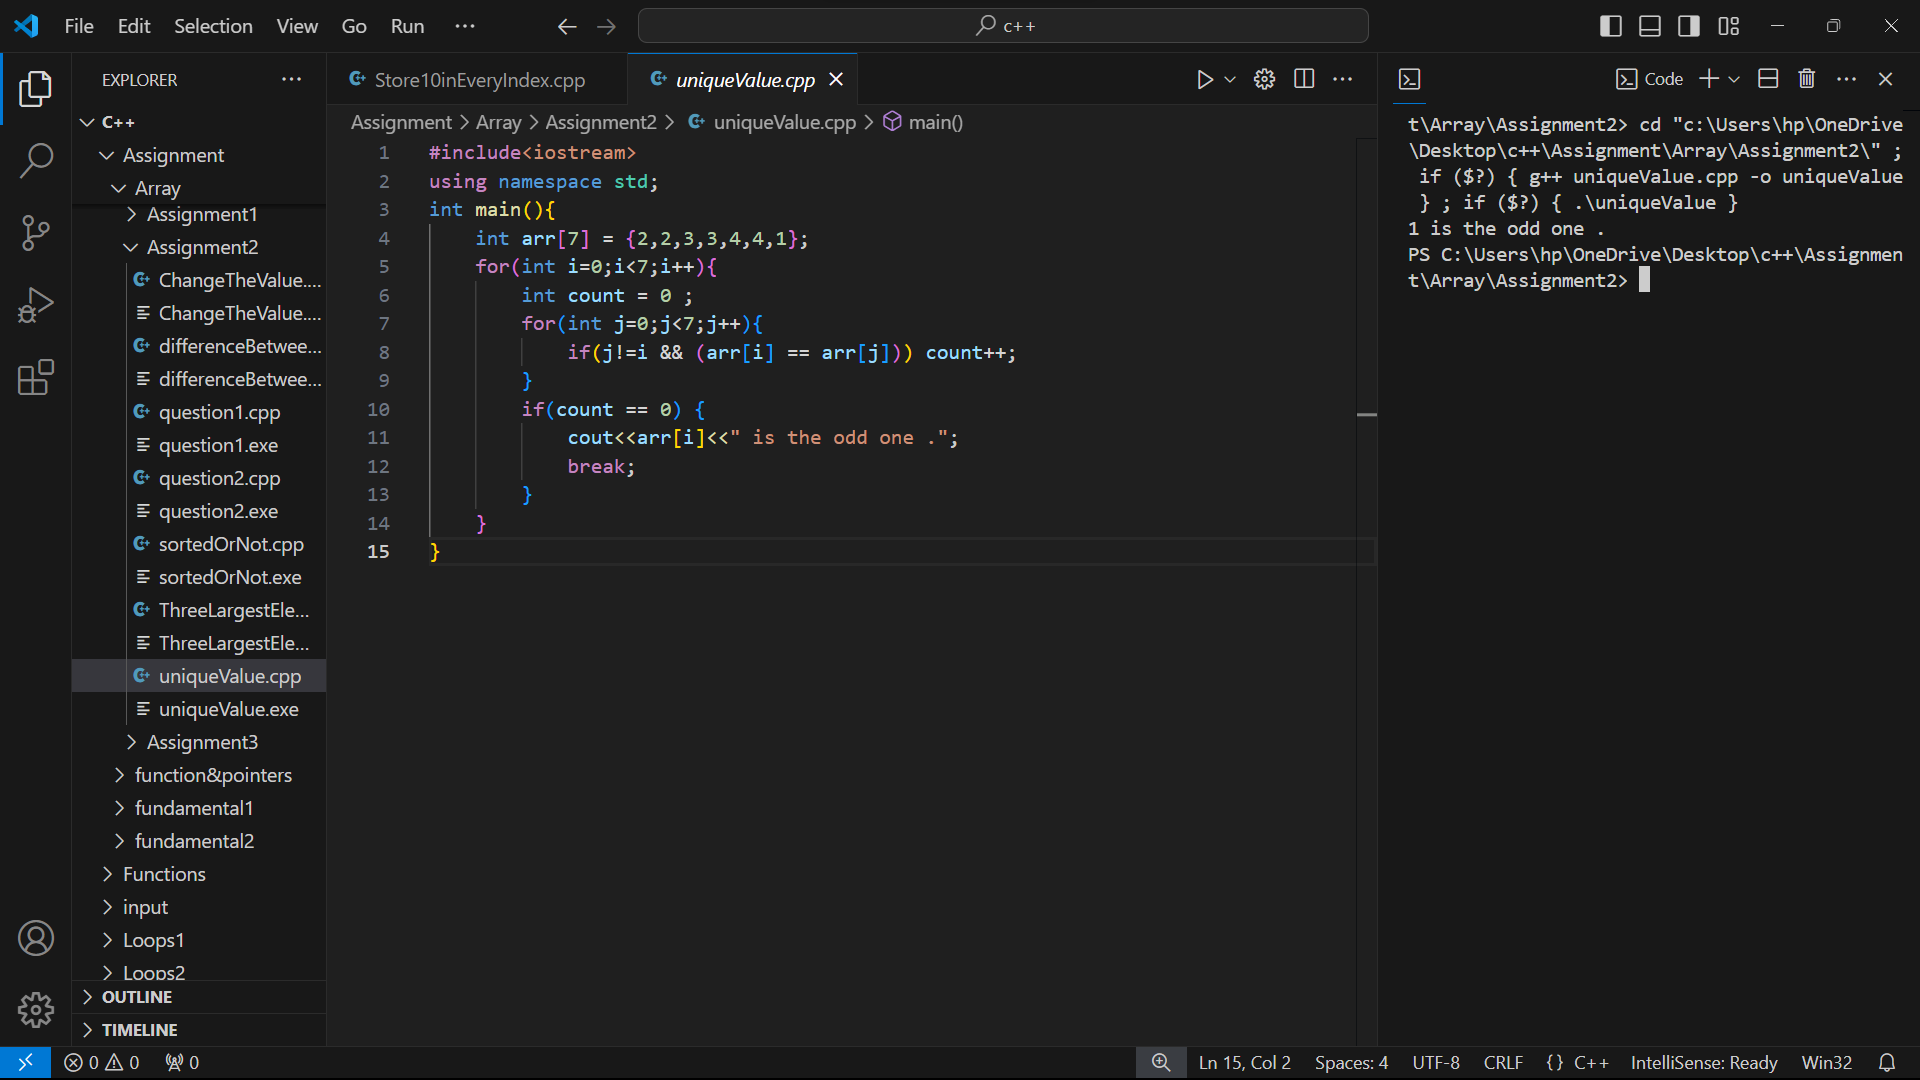 File Edit Selection View Go Run ···
c++
EXPLORER ···
C++
Assignment
Array
Assignment1
Assignment2
ChangeTheValue....
ChangeTheValue....
differenceBetwee...
differenceBetwee...
question1.cpp
question1.exe
question2.cpp
question2.exe
sortedOrNot.cpp
sortedOrNot.exe
ThreeLargestEle...
ThreeLargestEle...
uniqueValue.cpp
uniqueValue.exe
Assignment3
function&pointers
fundamental1
fundamental2
Functions
input
Loops1
Loops2
OUTLINE
TIMELINE
Store10inEveryIndex.cpp
uniqueValue.cpp
Assignment > Array > Assignment2 > uniqueValue.cpp > main()
1 #include<iostream>
2 using namespace std;
3 int main(){
4 int arr[7] = {2,2,3,3,4,4,1};
5 for(int i=0;i<7;i++){
6 int count = 0 ;
7 for(int j=0;j<7;j++){
8 if(j!=i && (arr[i] == arr[j])) count++;
9 }
10 if(count == 0) {
11 cout<<arr[i]<<" is the odd one .";
12 break;
13 }
14 }
15 }
Code
t\Array\Assignment2> cd "c:\Users\hp\OneDrive
\Desktop\c++\Assignment\Array\Assignment2\" ;
if ($?) { g++ uniqueValue.cpp -o uniqueValue
} ; if ($?) { .\uniqueValue }
1 is the odd one .
PS C:\Users\hp\OneDrive\Desktop\c++\Assignmen
t\Array\Assignment2>
0 0 0
Ln 15, Col 2 Spaces: 4 UTF-8 CRLF {} C++ IntelliSense: Ready Win32